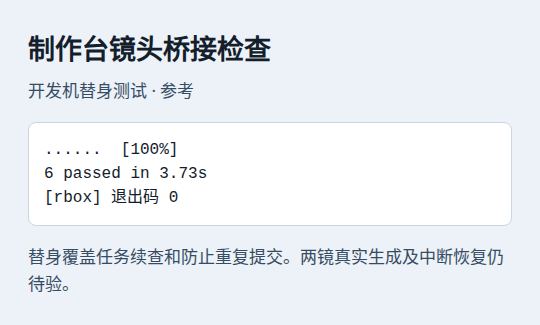 制作台镜头桥接检查
开发机替身测试 · 参考
...... [100%]
6 passed in 3.73s
[rbox] 退出码 0
替身覆盖任务续查和防止重复提交。两镜真实生成及中断恢复仍
待验。